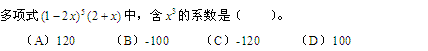 多项式(1-2x)⁵(2+x)中，含x³的系数是（    ）。
（A）120    （B）-100    （C）-120    （D）100